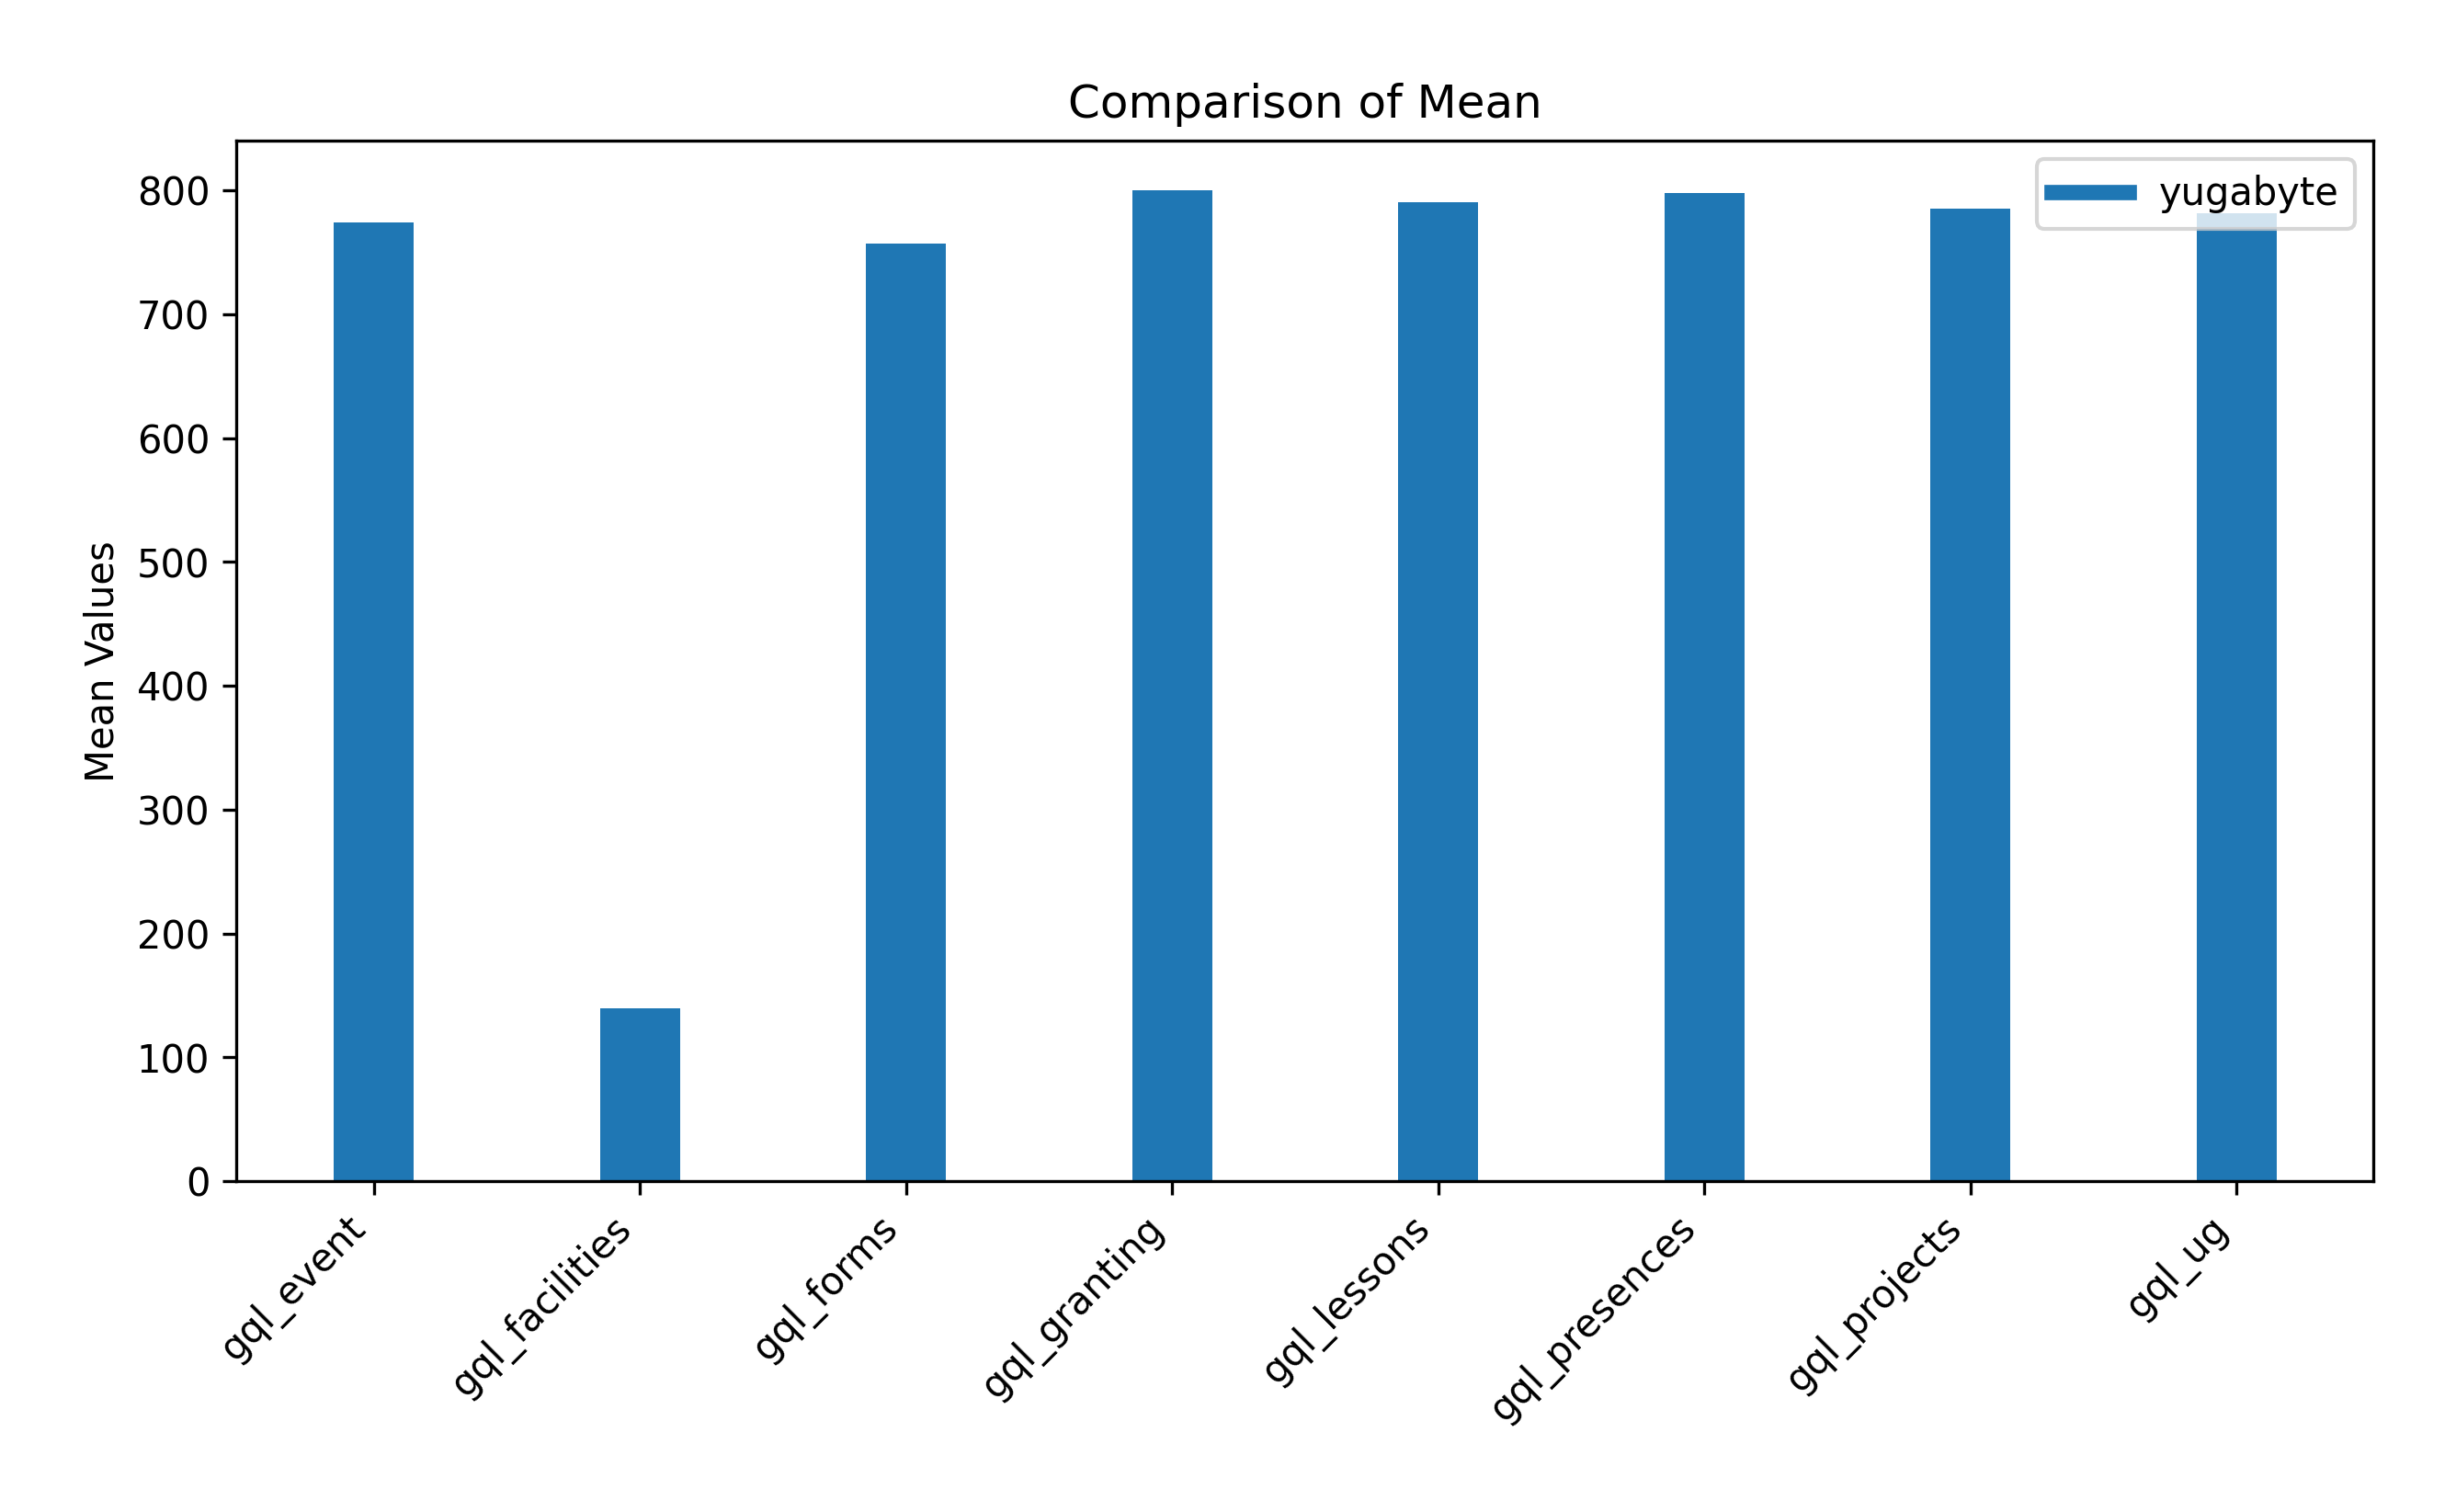 Comparison of Mean
yugabyte
Mean Values
800
700
600
500
400
300
200
100
0
gql_event
gql_facilities
gql_forms
gql_granting
gql_lessons
gql_presences
gql_projects
gql_ug